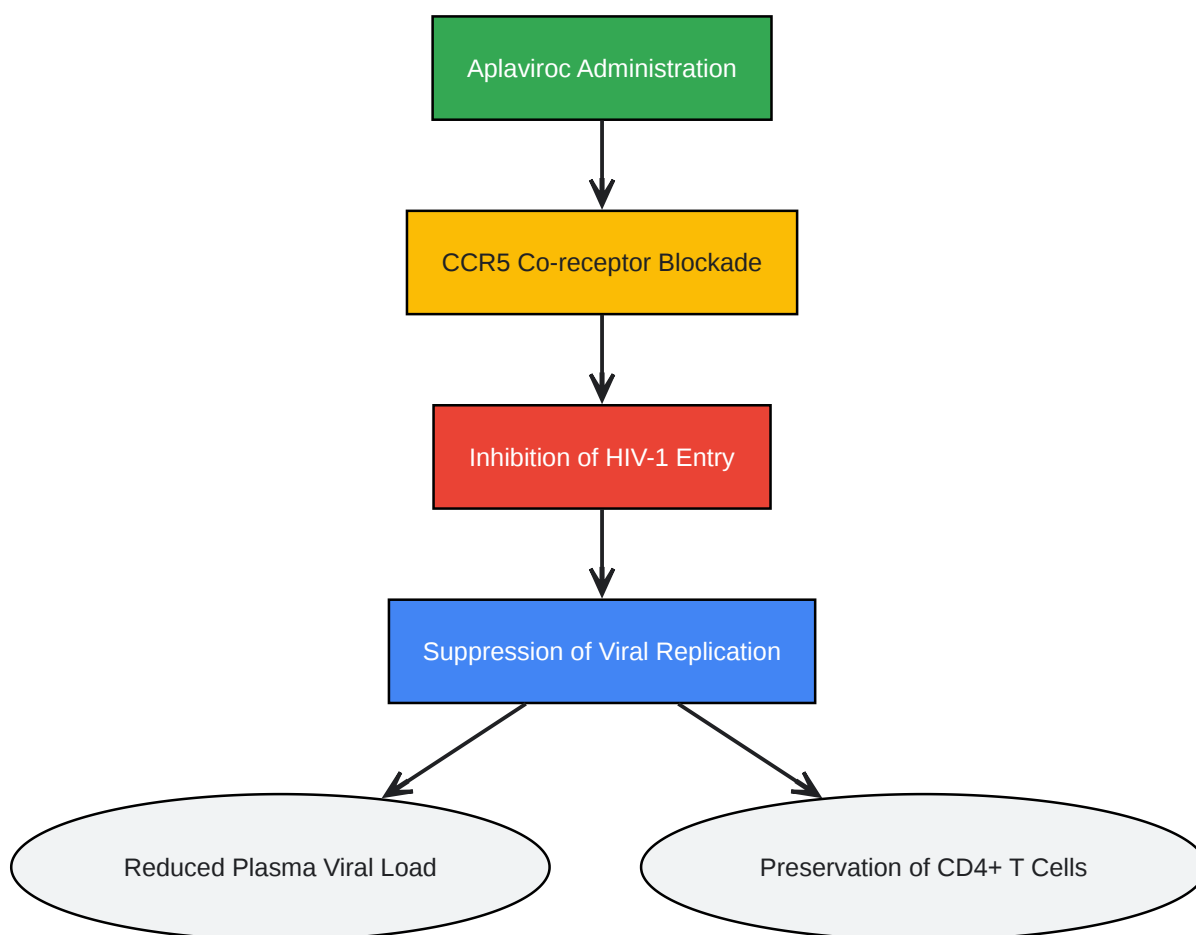 Aplaviroc Administration
CCR5 Co-receptor Blockade
Inhibition of HIV-1 Entry
Suppression of Viral Replication
Reduced Plasma Viral Load
Preservation of CD4+ T Cells